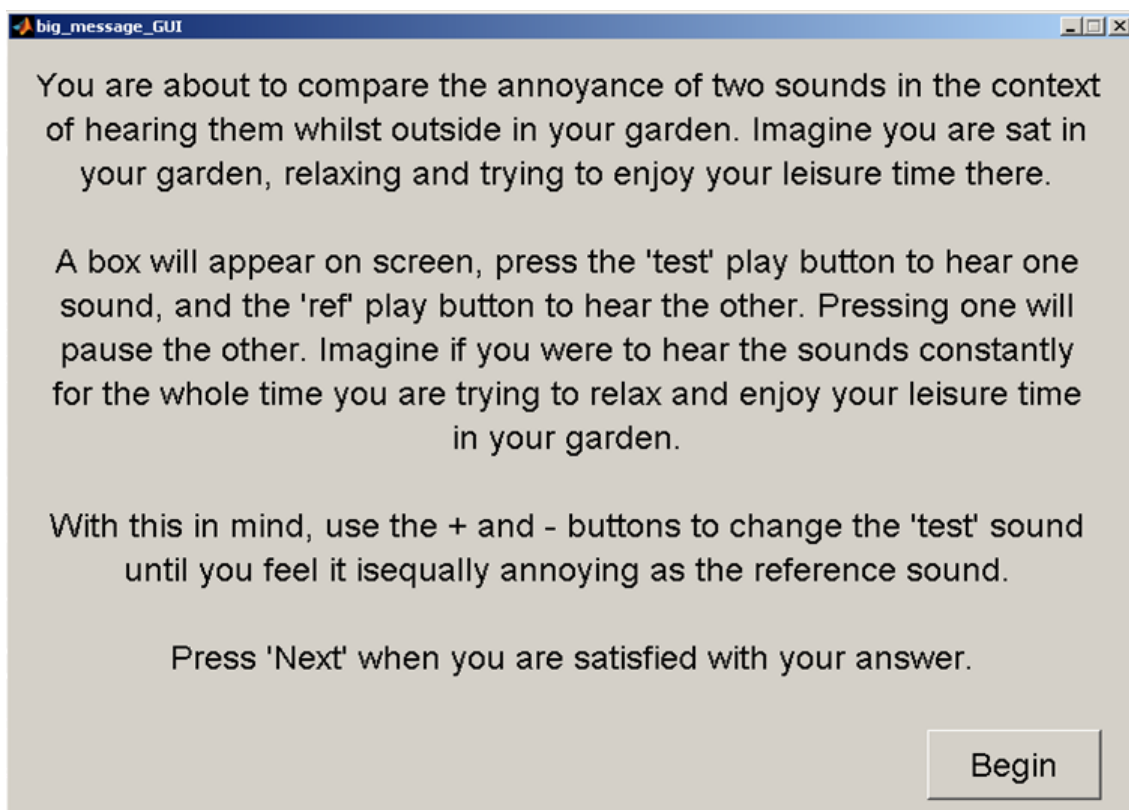 big_message_GUI
You are about to compare the annoyance of two sounds in the context
of hearing them whilst outside in your garden. Imagine you are sat in
your garden, relaxing and trying to enjoy your leisure time there.
A box will appear on screen, press the 'test' play button to hear one
sound, and the 'ref' play button to hear the other. Pressing one will
pause the other. Imagine if you were to hear the sounds constantly
for the whole time you are trying to relax and enjoy your leisure time
in your garden.
With this in mind, use the + and - buttons to change the 'test' sound
until you feel it isequally annoying as the reference sound.
Press 'Next' when you are satisfied with your answer.
Begin